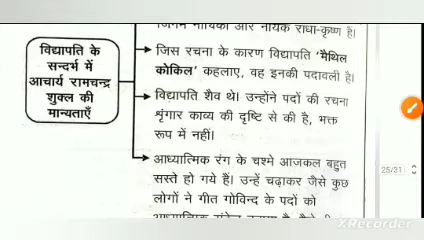 जिनमें नायिका और नायक राधा-कृष्ण हैं।
विद्यापति के
सन्दर्भ में
आचार्य रामचन्द्र
शुक्ल की
मान्यताएँ
जिस रचना के कारण विद्यापति 'मैथिल
कोकिल' कहलाए, वह इनकी पदावली है।
विद्यापति शैव थे। उन्होंने पदों की रचना
शृंगार काव्य की दृष्टि से की है, भक्त
रूप में नहीं।
आध्यात्मिक रंग के चश्मे आजकल बहुत
सस्ते हो गये हैं। उन्हें चढ़ाकर जैसे कुछ
लोगों ने गीत गोविन्द के पदों को
25/31
XRecorder